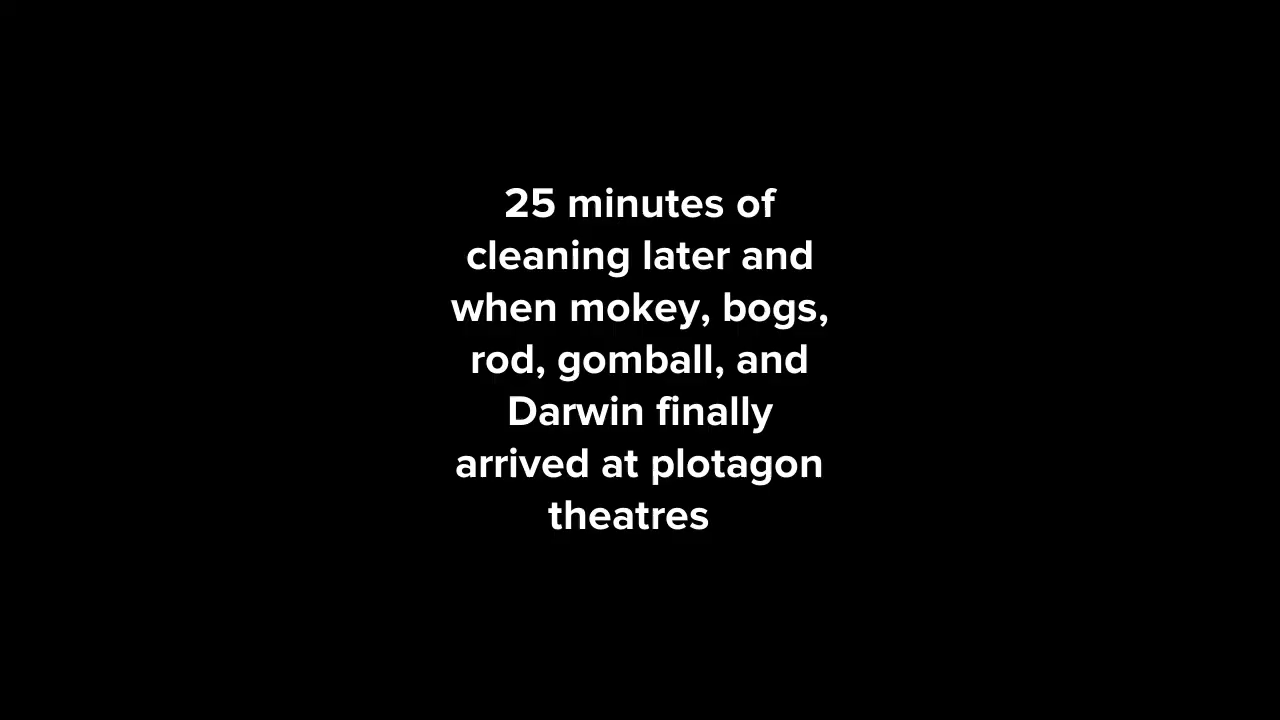 25 minutes of
cleaning later and
when mokey, bogs,
rod, gomball, and
Darwin finally
arrived at plotagon
theatres